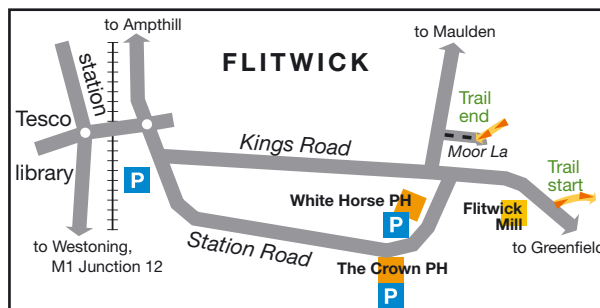 to Ampthill
FLITWICK
to Maulden
station
Trail
end
Tesco
Kings Road
Moor La
library
P
Trail
start
White Horse PH
P
Flitwick
Mill
Station Road
to Westoning,
M1 Junction 12
to Greenfield
The Crown PH
P